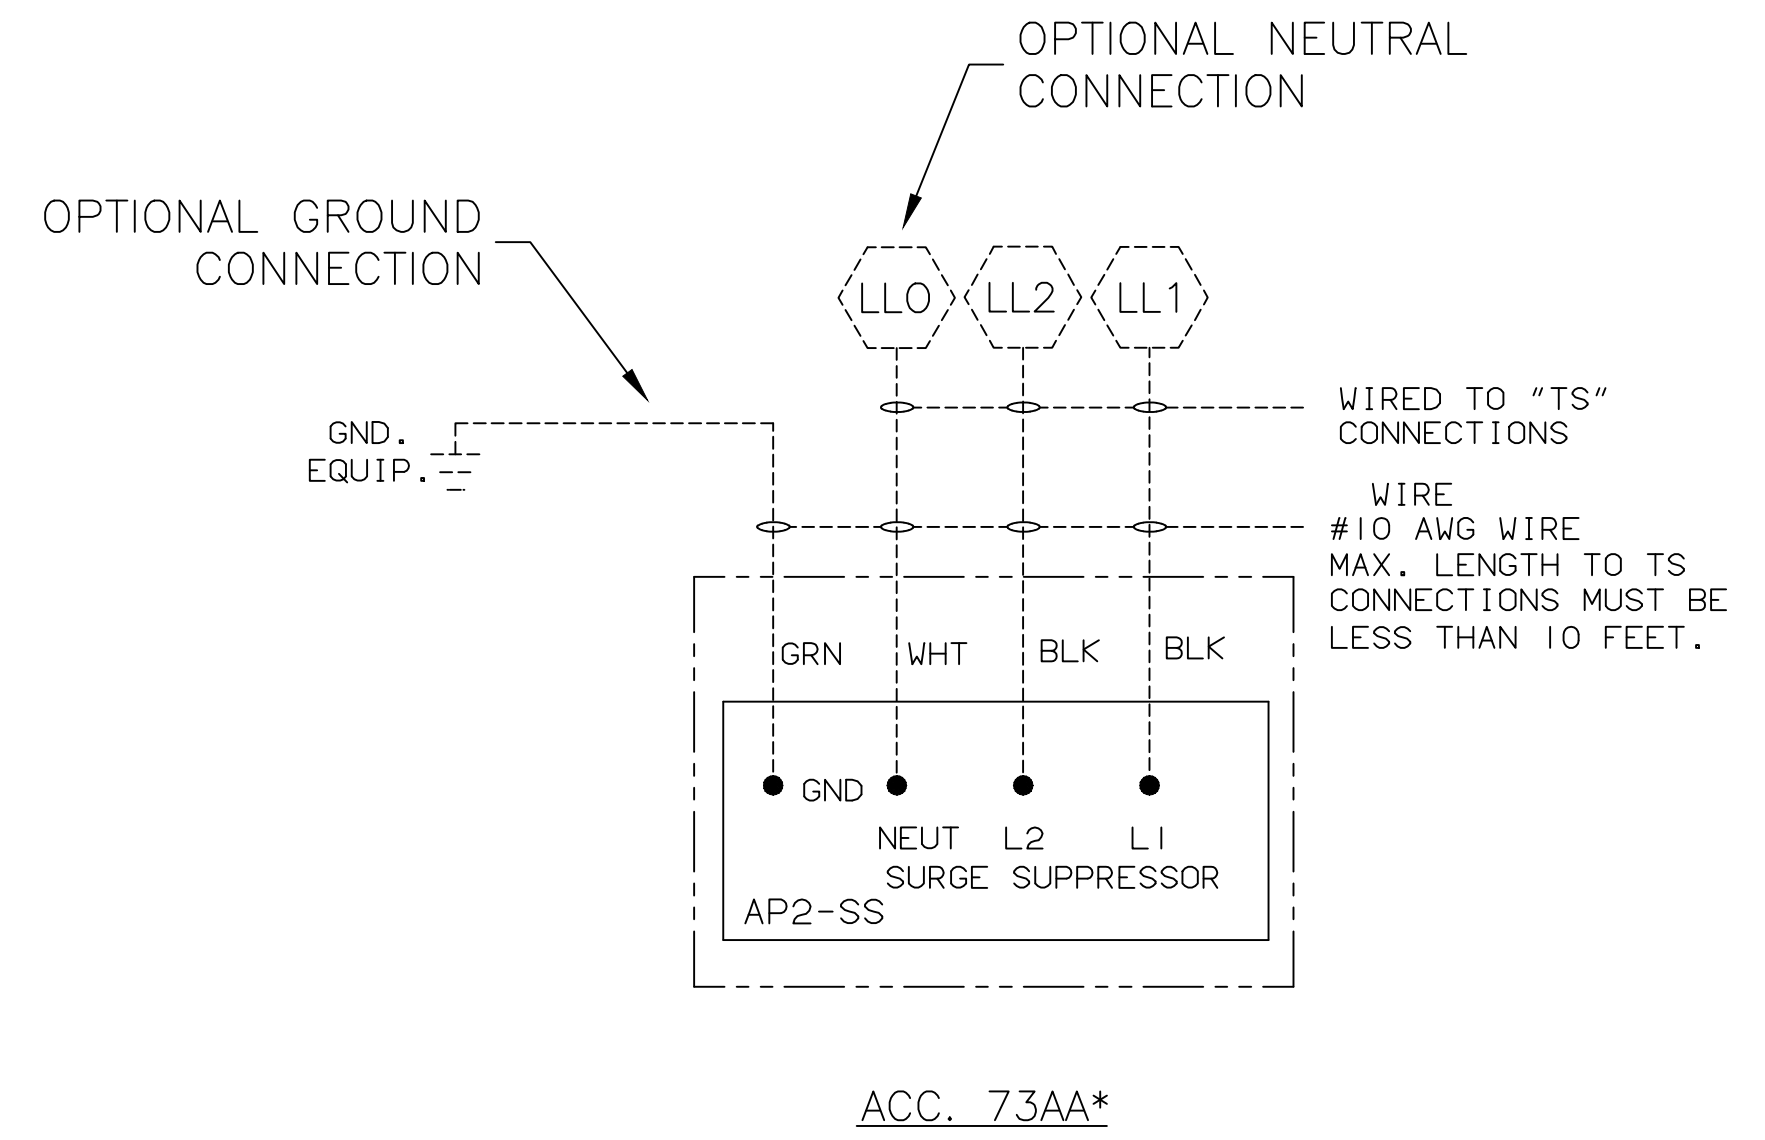 OPTIONAL NEUTRAL
CONNECTION
OPTIONAL GROUND
CONNECTION
LL0
LL2
LL1
WIRED TO "TS"
CONNECTIONS
GND.
EQUIP.
WIRE
#10 AWG WIRE
MAX. LENGTH TO TS
CONNECTIONS MUST BE
LESS THAN 10 FEET.
GRN
WHT
BLK
BLK
GND
NEUT
L2
L1
SURGE SUPPRESSOR
AP2-SS
ACC. 73AA*